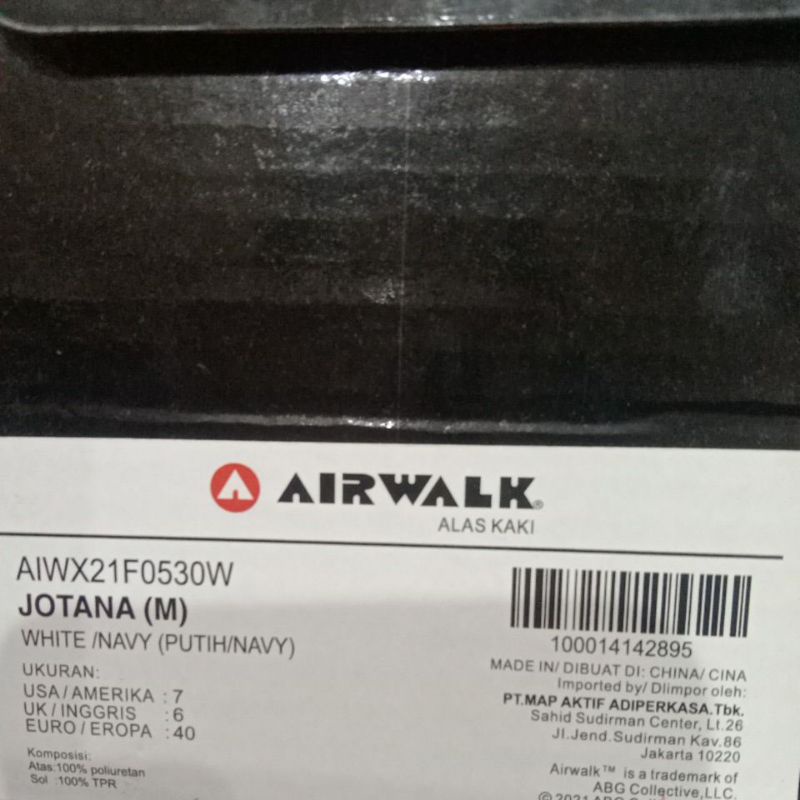 AIRWALK®
ALAS KAKI
AIWX21F0530W
JOTANA (M)
WHITE /NAVY (PUTIH/NAVY)
UKURAN:
USA / AMERIKA : 7
UK / INGGRIS : 6
EURO / EROPA : 40
Komposisi:
Atas:100% poliuretan
Sol :100% TPR
100014142895
MADE IN/ DIBUAT DI: CHINA/ CINA
Imported by/ DIimpor oleh:
PT.MAP AKTIF ADIPERKASA.Tbk.
Sahid Sudirman Center, Lt.26
Jl.Jend.Sudirman Kav.86
Jakarta 10220
Airwalk™ is a trademark of
ABG Collective,LLC.
© 2021 ABG